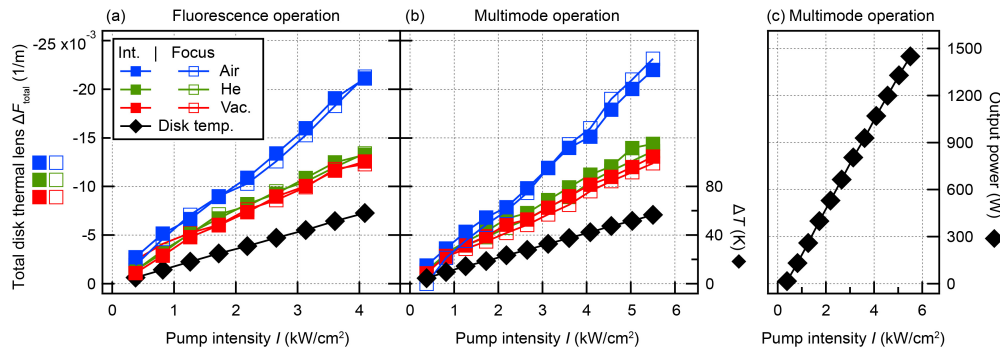 (a) Fluorescence operation
(b) Multimode operation
(c) Multimode operation
Total disk thermal lens ΔF_total (1/m)
-25 x10⁻³
-20
-15
-10
-5
0
Int. | Focus
Air
He
Vac.
Disk temp.
0 1 2 3 4
Pump intensity I (kW/cm²)
0 1 2 3 4 5 6
Pump intensity I (kW/cm²)
80
40
0
Δ T (K)
0 2 4 6
Pump intensity I (kW/cm²)
1500
1200
900
600
300
0
Output power (W)